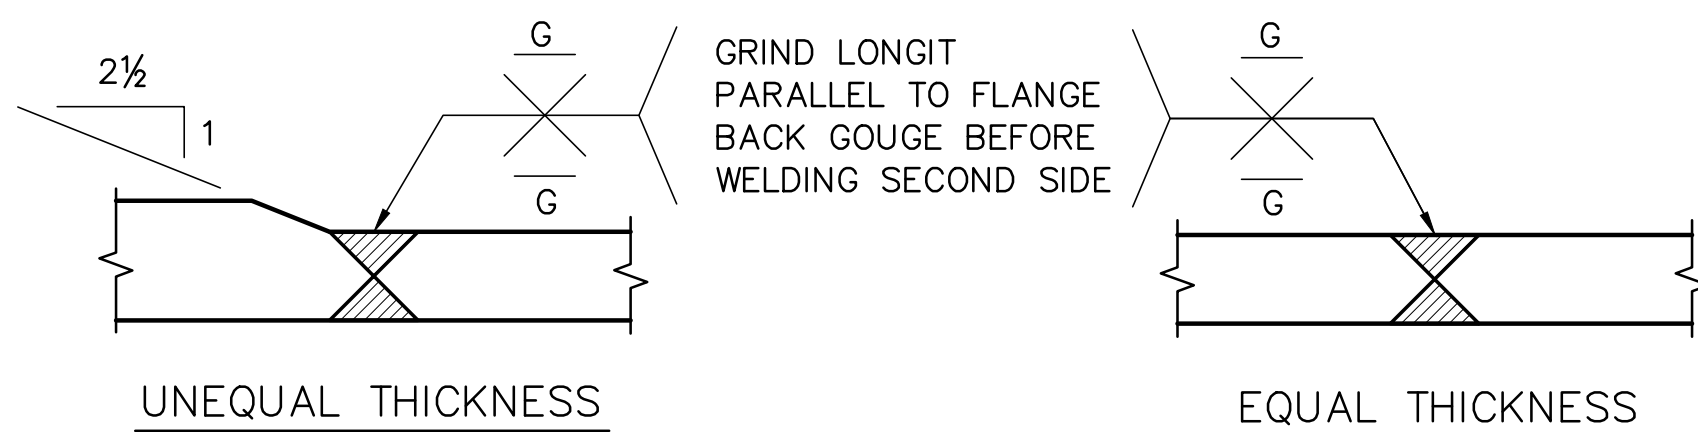 2½
1
G
G
GRIND LONGIT
PARALLEL TO FLANGE
BACK GOUGE BEFORE
WELDING SECOND SIDE
G
G
UNEQUAL THICKNESS
EQUAL THICKNESS